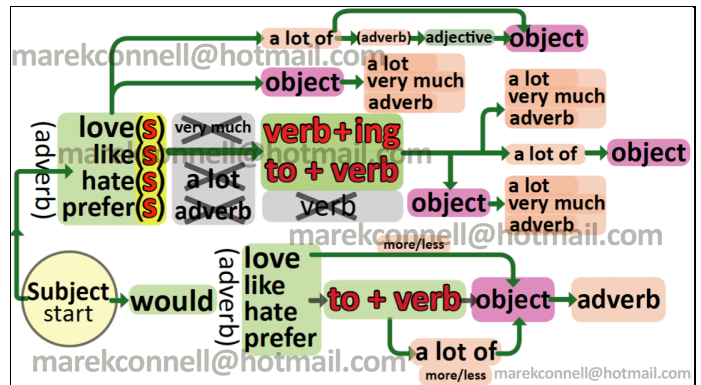 a lot of (adverb) adjective object
marekconnell@hotmail.com
object a lot
very much
adverb
(adverb)
love(s) very much verb+ing
like(s)
marekconnell@hotmail.com
hate(s) a lot to + verb
prefer(s) adverb verb
a lot
very much
adverb
a lot of object
object a lot
very much
adverb
marekconnell@hotmail.com
more/less
Subject
start
would
(adverb)
love
like
hate
prefer
to + verb object adverb
a lot of
more/less
marekconnell@hotmail.com
marekconnell@hotmail.com